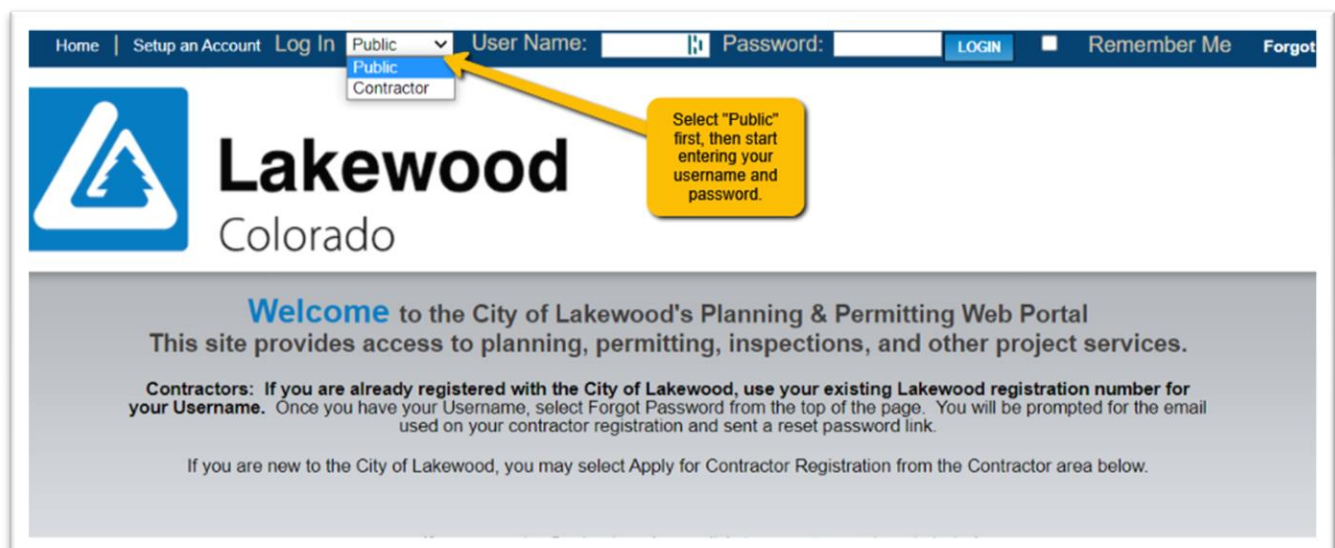 Home | Setup an Account Log In Public User Name: Password: LOGIN Remember Me Forgot
Public
Contractor
Select "Public"
first, then start
entering your
username and
password.
Lakewood
Colorado
Welcome to the City of Lakewood's Planning & Permitting Web Portal
This site provides access to planning, permitting, inspections, and other project services.
Contractors: If you are already registered with the City of Lakewood, use your existing Lakewood registration number for
your Username. Once you have your Username, select Forgot Password from the top of the page. You will be prompted for the email
used on your contractor registration and sent a reset password link.
If you are new to the City of Lakewood, you may select Apply for Contractor Registration from the Contractor area below.